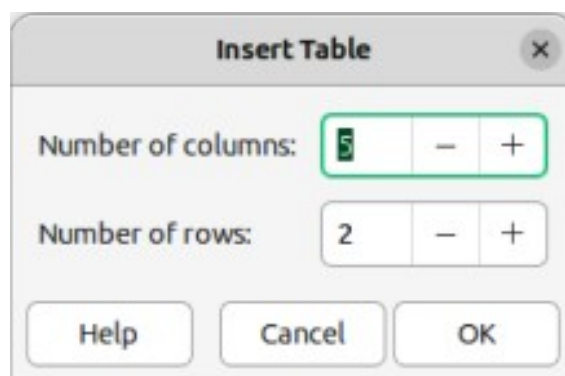 Insert Table
Number of columns: 5
Number of rows: 2
Help Cancel OK